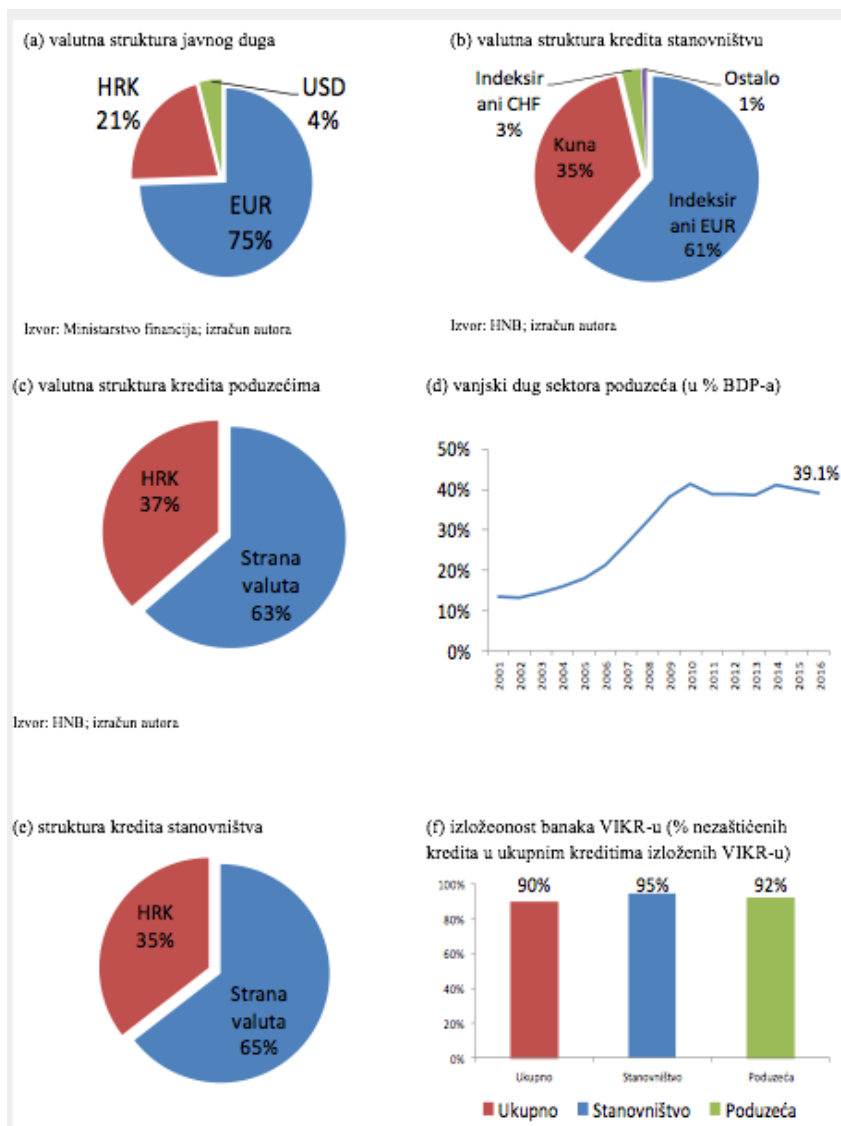 (a) valutna struktura javnog duga
HRK
21%
USD
4%
EUR
75%
Izvor: Ministarstvo financija; izračun autora
(b) valutna struktura kredita stanovništvu
Indeksir
ani CHF
3%
Ostalo
1%
Kuna
35%
Indeksir
ani EUR
61%
Izvor: HNB; izračun autora
(c) valutna struktura kredita poduzećima
HRK
37%
Strana
valuta
63%
Izvor: HNB; izračun autora
(d) vanjski dug sektora poduzeća (u % BDP-a)
50%
40%
30%
20%
10%
0%
39.1%
2001
2002
2003
2004
2005
2006
2007
2008
2009
2010
2011
2012
2013
2014
2015
2016
(e) struktura kredita stanovništva
HRK
35%
Strana
valuta
65%
(f) izložeonost banaka VIKR-u (% nezaštićenih
kredita u ukupnim kreditima izloženih VIKR-u)
100%
80%
60%
40%
20%
0%
90%
95%
92%
Ukupno
Stanovništvo
Poduzeća
Ukupno Stanovništvo Poduzeća